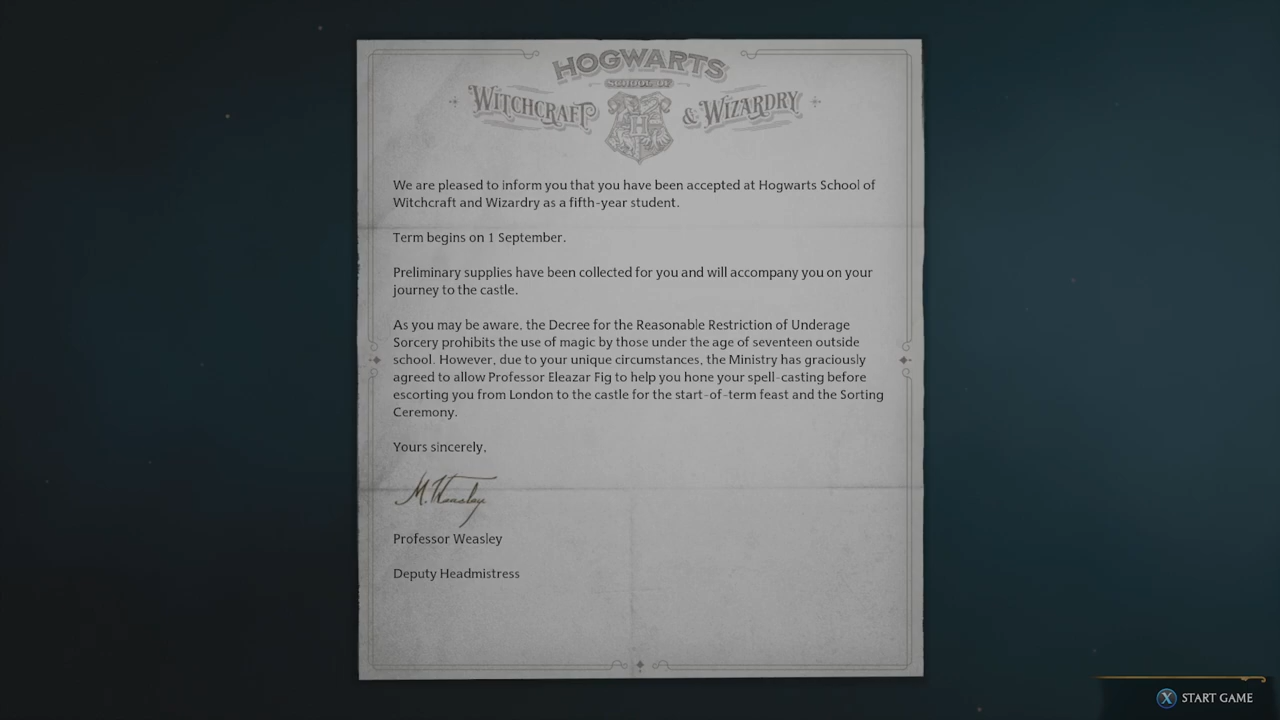 HOGWARTS
SCHOOL OF
WITCHCRAFT & WIZARDRY
H
We are pleased to inform you that you have been accepted at Hogwarts School of
Witchcraft and Wizardry as a fifth-year student.
Term begins on 1 September.
Preliminary supplies have been collected for you and will accompany you on your
journey to the castle.
As you may be aware, the Decree for the Reasonable Restriction of Underage
Sorcery prohibits the use of magic by those under the age of seventeen outside
school. However, due to your unique circumstances, the Ministry has graciously
agreed to allow Professor Eleazar Fig to help you hone your spell-casting before
escorting you from London to the castle for the start-of-term feast and the Sorting
Ceremony.
Yours sincerely,
M. Weasley
Professor Weasley
Deputy Headmistress
X START GAME